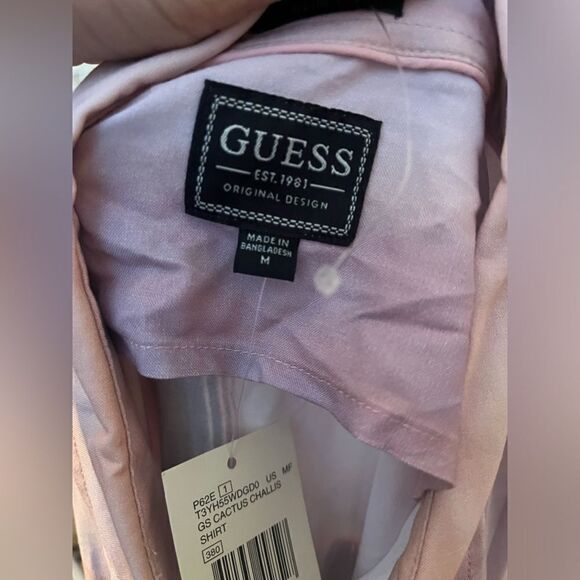 GUESS
EST. 1981
ORIGINAL DESIGN
MADE IN
BANGLADESH
M
P62E 1
T3YH55WDGD0 US MF
GS CACTUS CHALLIS
SHIRT
380